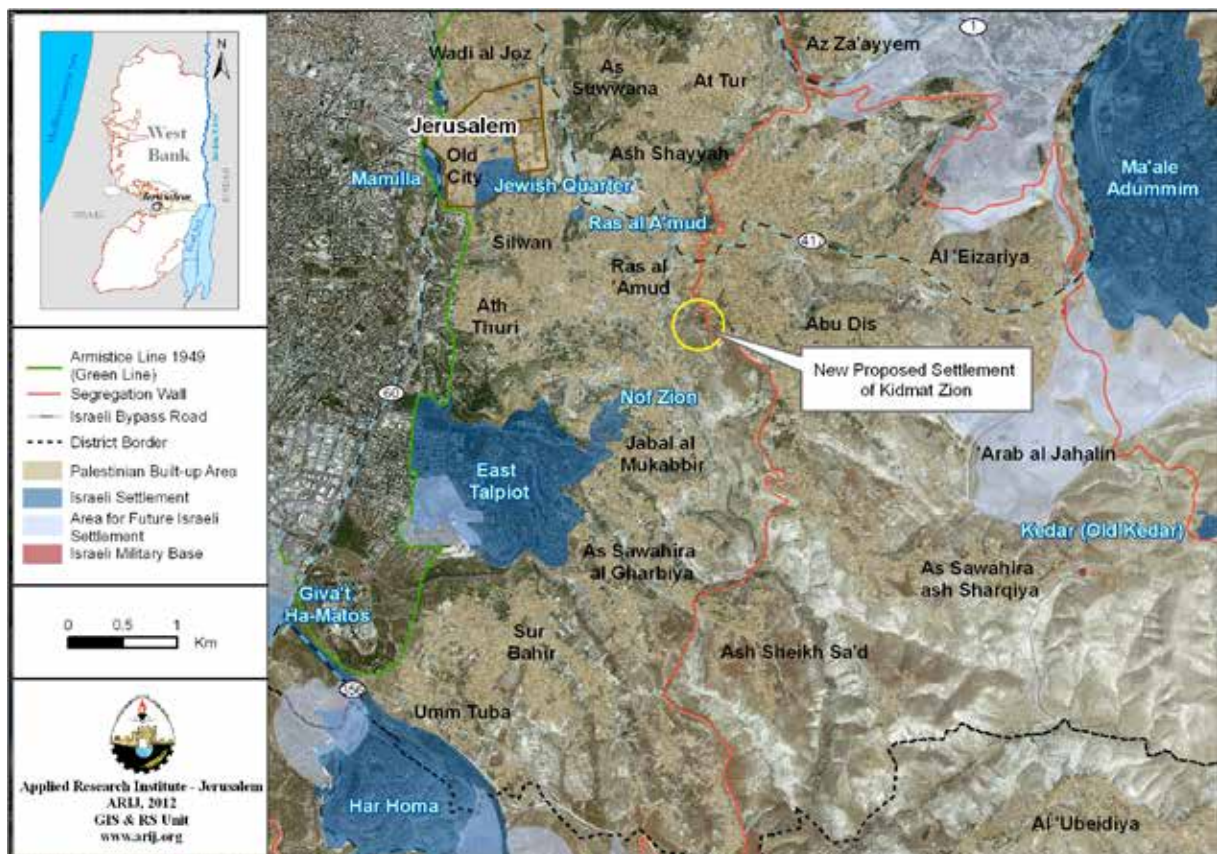 N
West
Bank
Jerusalem
Armistice Line 1949
(Green Line)
Segregation Wall
Israeli Bypass Road
District Border
Palestinian Built-up Area
Israeli Settlement
Area for Future Israeli
Settlement
Israeli Military Base
0 0.5 1
Km
Applied Research Institute - Jerusalem
ARIJ, 2012
GIS & RS Unit
www.arij.org
Wadi al Joz
As
Suwwana
At Tur
Az Za'ayyem
1
Jerusalem
Old
City
Mamilla
Jewish Quarter
Ash Shayyah
Ras al A'mud
Ma'ale
Adummim
Silwan
Ras al
'Amud
41
Al 'Eizariya
Ath
Thuri
Abu Dis
New Proposed Settlement
of Kidmat Zion
60
Nof Zion
East
Talpiot
Jabal al
Mukabbir
'Arab al Jahalin
Kedar (Old Kedar)
As Sawahira
al Gharbiya
As Sawahira
ash Sharqiya
Giva't
Ha-Matos
Sur
Bahir
Ash Sheikh Sa'd
Umm Tuba
Har Homa
Al 'Ubeidiya